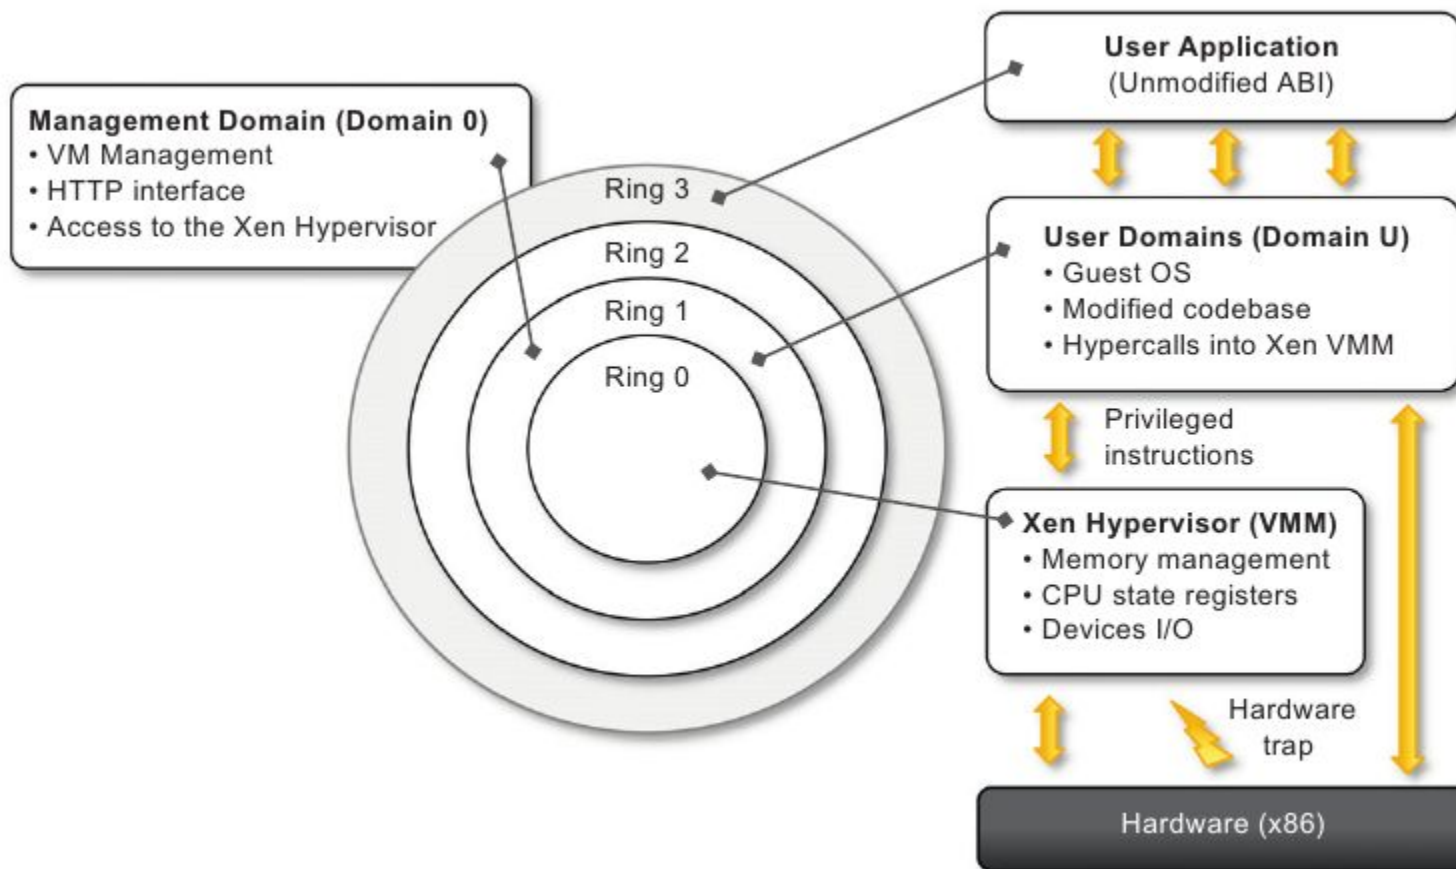 Management Domain (Domain 0)
• VM Management
• HTTP interface
• Access to the Xen Hypervisor
Ring 3
Ring 2
Ring 1
Ring 0
User Application
(Unmodified ABI)
User Domains (Domain U)
• Guest OS
• Modified codebase
• Hypercalls into Xen VMM
Privileged
instructions
Xen Hypervisor (VMM)
• Memory management
• CPU state registers
• Devices I/O
Hardware
trap
Hardware (x86)